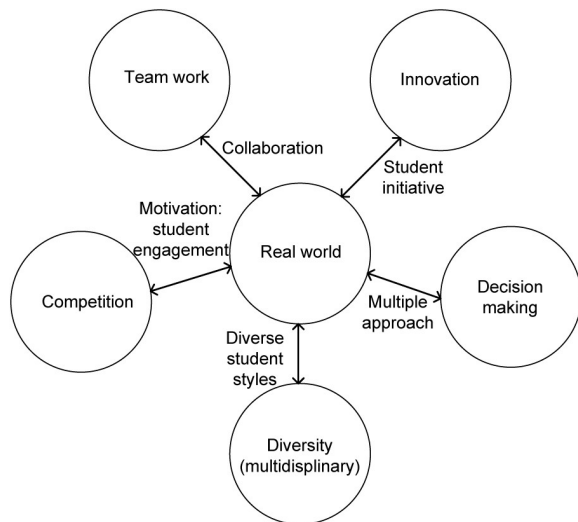 Team work
Innovation
Collaboration
Student
initiative
Motivation:
student
engagement
Real world
Competition
Multiple
approach
Decision
making
Diverse
student
styles
Diversity
(multidisplinary)